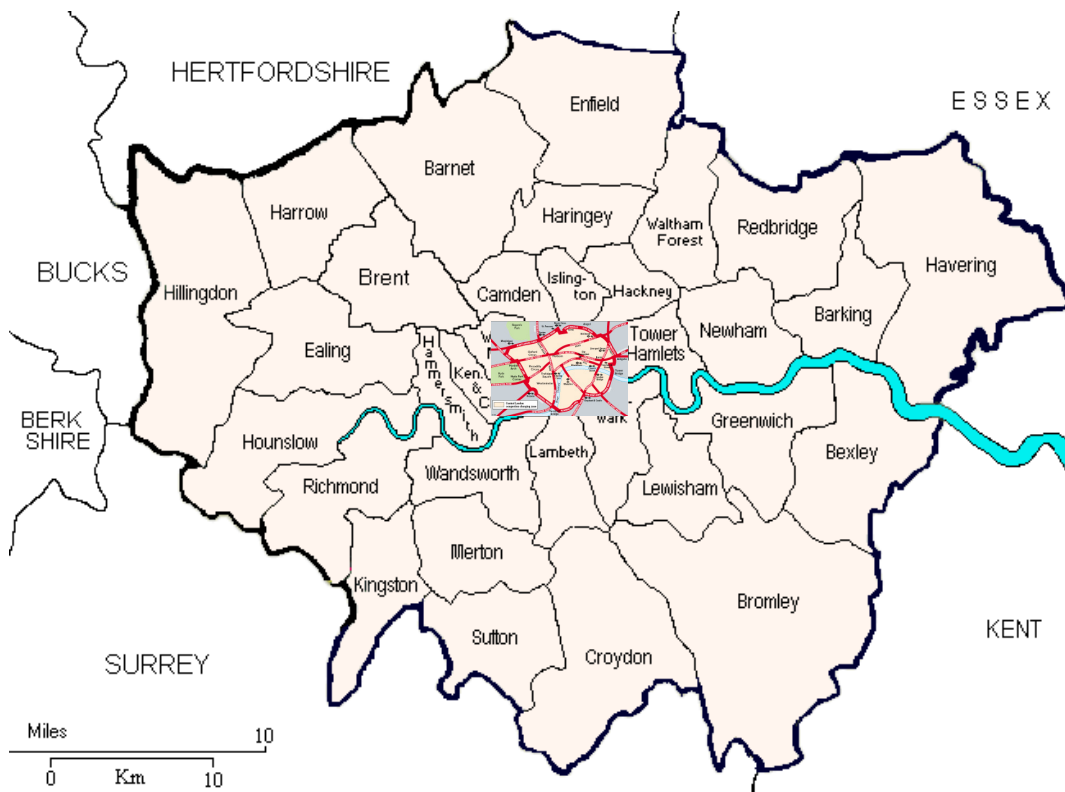 HERTFORDSHIRE
ESSEX
Enfield
Barnet
Harrow
Haringey
Waltham
Forest
Redbridge
Havering
BUCKS
Hillingdon
Brent
Camden
Isling-
ton
Hackney
Barking
Newham
Tower
Hamlets
Ealing
Hammersmith
Ken.
&
C
W
BERK
SHIRE
Hounslow
wark
Greenwich
Bexley
Richmond
Wandsworth
Lambeth
Lewisham
Merton
Kingston
Bromley
Sutton
Croydon
KENT
SURREY
Miles
10
Km
0
10